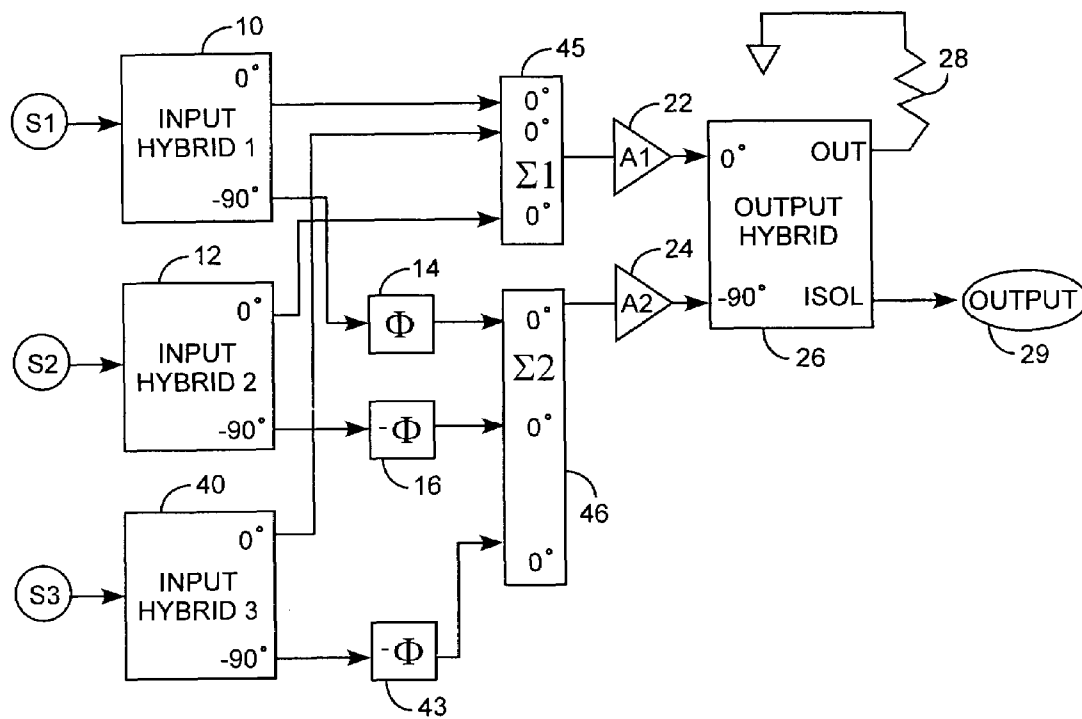 10
S1
0°
INPUT
HYBRID 1
-90°
45
0°
0°
Σ1
0°
22
A1
28
0°
OUT
OUTPUT
HYBRID
-90°
ISOL
26
OUTPUT
29
12
S2
0°
INPUT
HYBRID 2
-90°
14
Φ
-Φ
16
24
A2
0°
Σ2
0°
0°
46
40
S3
0°
INPUT
HYBRID 3
-90°
-Φ
43